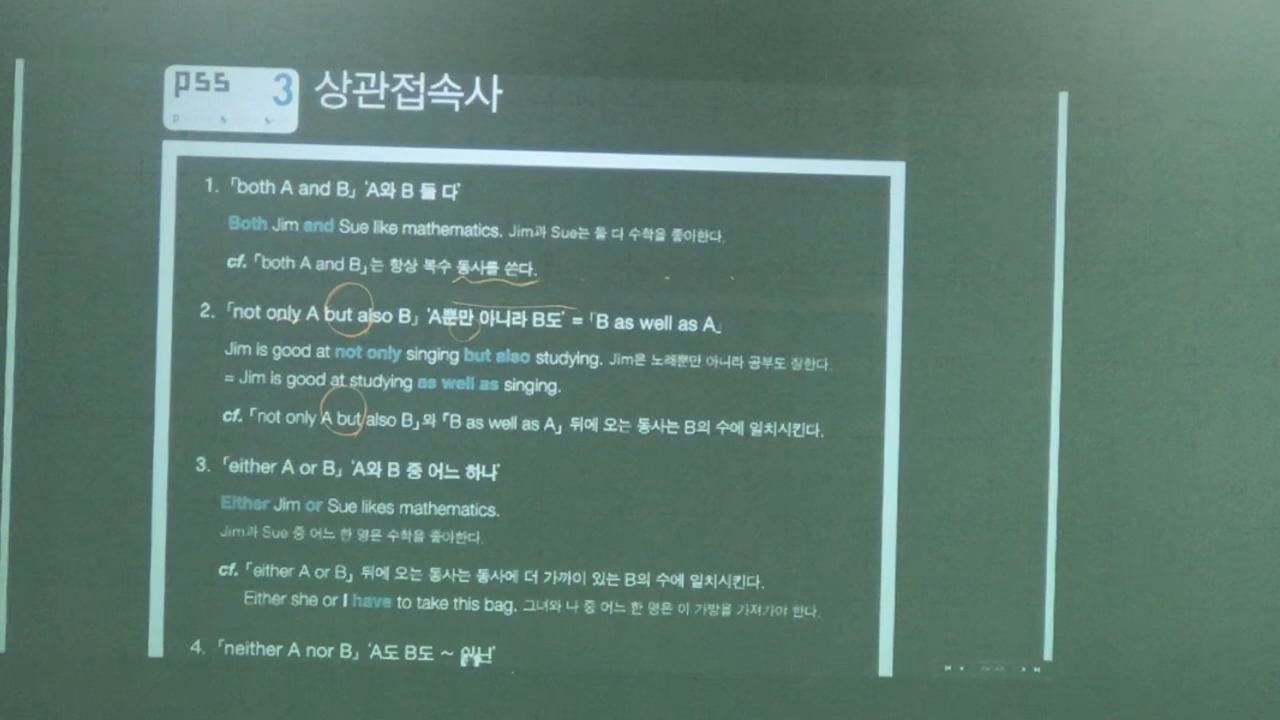 pss 3 상관접속사
1. 「both A and B」 'A와 B 둘 다'
Both Jim and Sue like mathematics. Jim과 Sue는 둘 다 수학을 좋아한다.
cf. 「both A and B」는 항상 복수 동사를 쓴다.
2. 「not only A but also B」 'A뿐만 아니라 B도' = 「B as well as A」
Jim is good at not only singing but also studying. Jim은 노래뿐만 아니라 공부도 잘한다.
= Jim is good at studying as well as singing.
cf. 「not only A but also B」와 「B as well as A」 뒤에 오는 동사는 B의 수에 일치시킨다.
3. 「either A or B」 'A와 B 중 어느 하나'
Either Jim or Sue likes mathematics.
Jim과 Sue 중 어느 한 명은 수학을 좋아한다.
cf. 「either A or B」 뒤에 오는 동사는 동사에 더 가까이 있는 B의 수에 일치시킨다.
Either she or I have to take this bag. 그녀와 나 중 어느 한 명은 이 가방을 가져가야 한다.
4. 「neither A nor B」 'A도 B도 ~